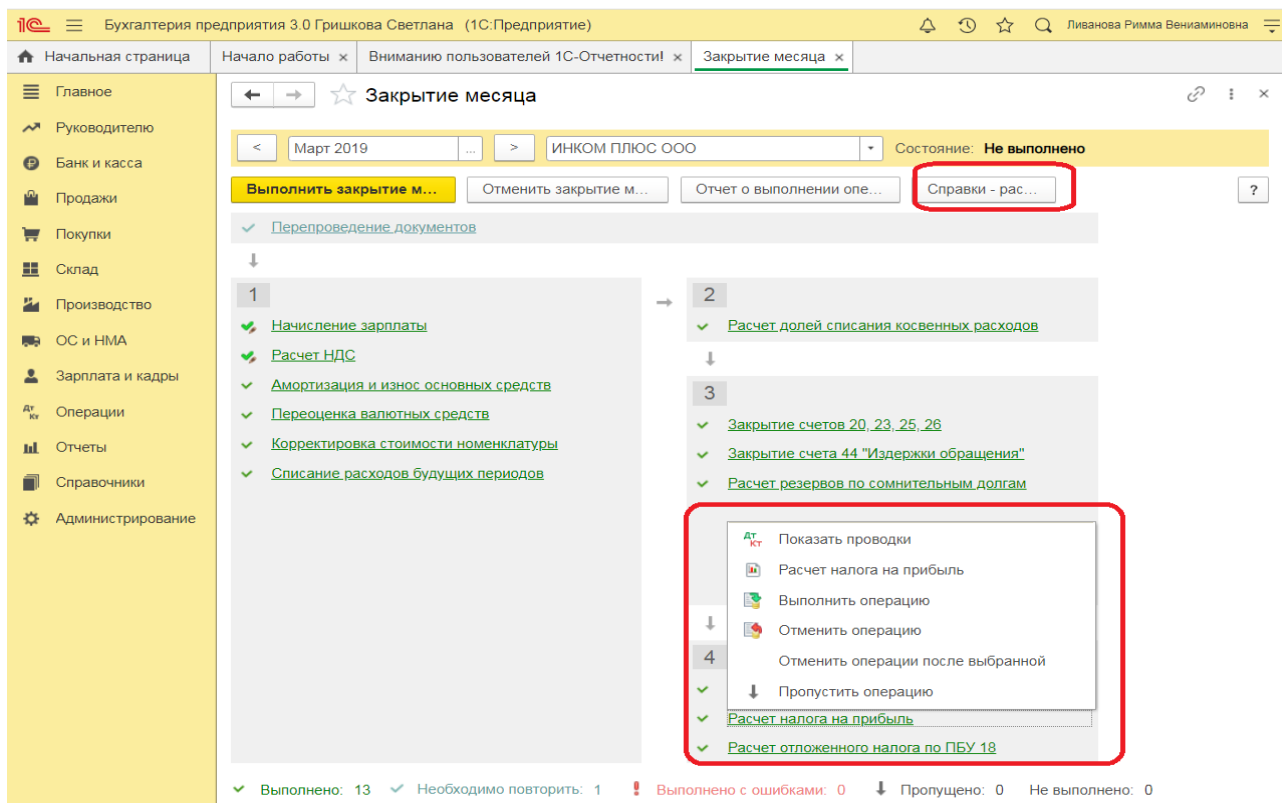 1С Бухгалтерия предприятия 3.0 Гришкова Светлана (1С:Предприятие) Ливанова Римма Вениаминовна
Начальная страница Начало работы × Вниманию пользователей 1С-Отчетности! × Закрытие месяца ×
Главное
Руководителю
Банк и касса
Продажи
Покупки
Склад
Производство
ОС и НМА
Зарплата и кадры
Операции
Отчеты
Справочники
Администрирование
Закрытие месяца
< Март 2019 ... > ИНКОМ ПЛЮС ООО Состояние: Не выполнено
Выполнить закрытие м... Отменить закрытие м... Отчет о выполнении опе... Справки - рас... ?
Перепроведение документов
1
Начисление зарплаты
Расчет НДС
Амортизация и износ основных средств
Переоценка валютных средств
Корректировка стоимости номенклатуры
Списание расходов будущих периодов
2
Расчет долей списания косвенных расходов
3
Закрытие счетов 20, 23, 25, 26
Закрытие счета 44 "Издержки обращения"
Расчет резервов по сомнительным долгам
Дт Кт Показать проводки
Расчет налога на прибыль
Выполнить операцию
Отменить операцию
Отменить операции после выбранной
Пропустить операцию
4
Расчет налога на прибыль
Расчет отложенного налога по ПБУ 18
Выполнено: 13 Необходимо повторить: 1 Выполнено с ошибками: 0 Пропущено: 0 Не выполнено: 0